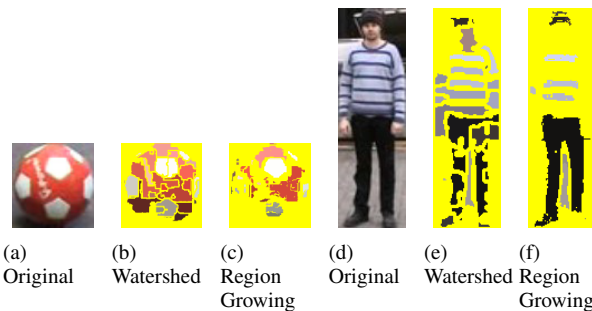 (a)
Original
(b)
Watershed
(c)
Region
Growing
(d)
Original
(e)
Watershed
(f)
Region
Growing